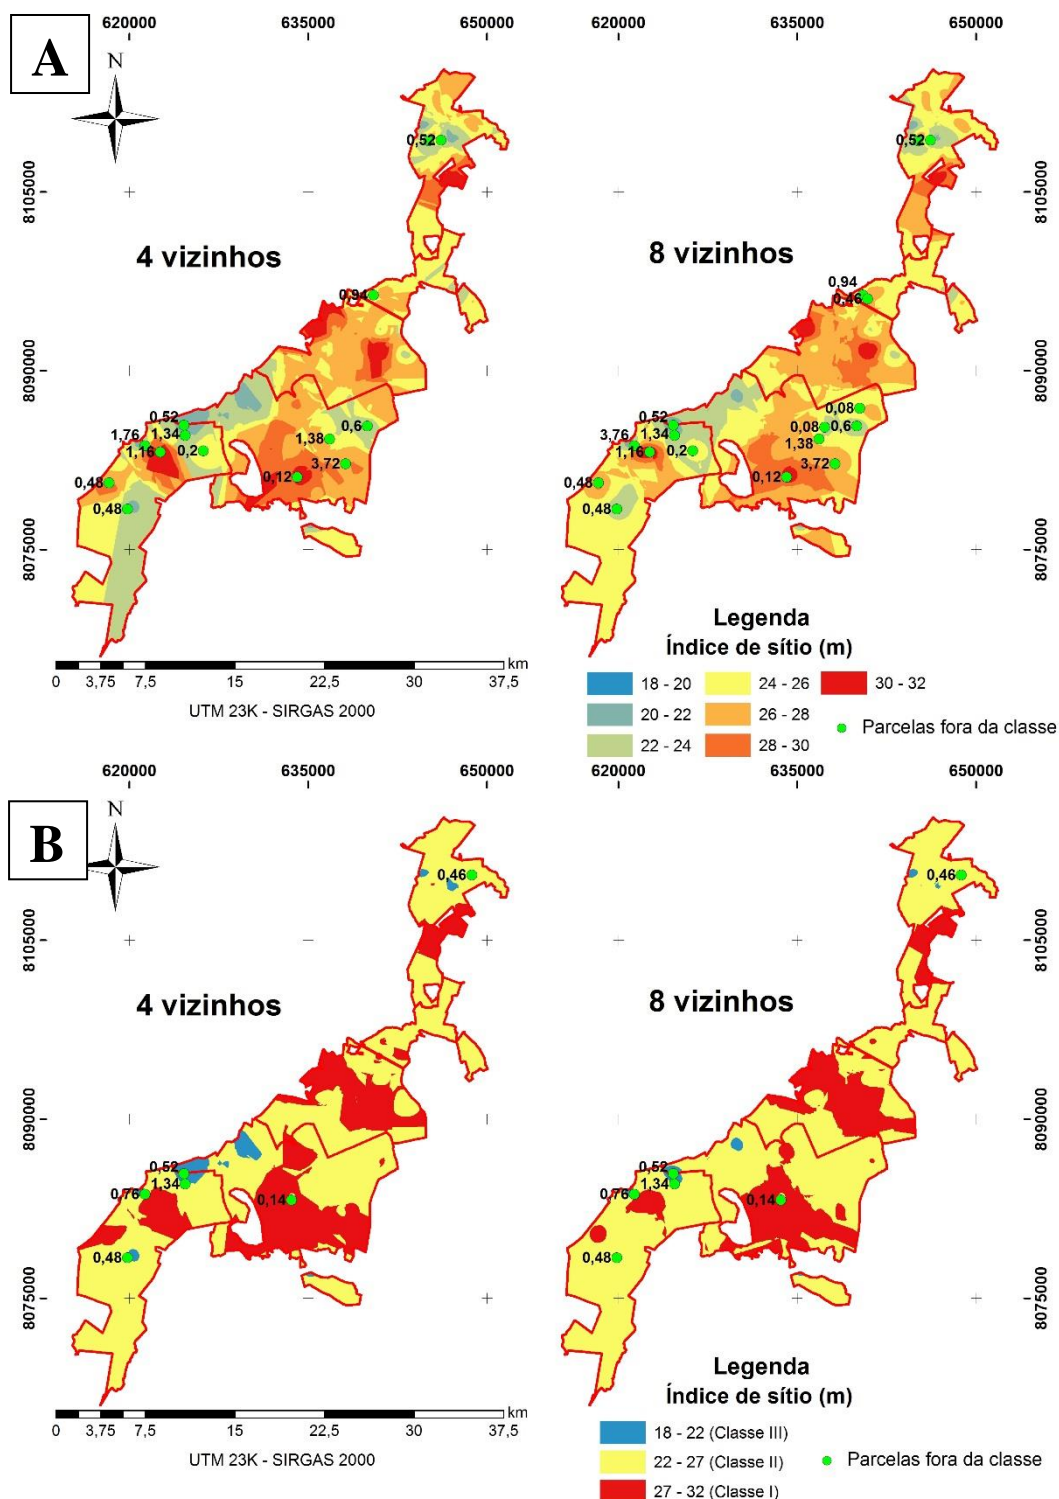 620000 635000 650000 620000 635000 650000
A
N
0,52 0,52
8105000 8105000
4 vizinhos 8 vizinhos
0,94 0,94
0,46
8090000 8090000
0,52 0,08 0,52
1,76 1,34 0,6 3,76 1,34 0,08 0,6
1,16 0,2 1,38 1,16 0,2 1,38
3,72 3,72
0,48 0,12 0,48 0,12
0,48 0,48
8075000 8075000
Legenda
Índice de sítio (m)
18 - 20 24 - 26 30 - 32
20 - 22 26 - 28 Parcelas fora da classe
22 - 24 28 - 30
km
0 3,75 7,5 15 22,5 30 37,5
UTM 23K - SIRGAS 2000
620000 635000 650000 620000 635000 650000
B
N
0,46 0,46
8105000 8105000
4 vizinhos 8 vizinhos
8090000 8090000
0,52 0,52
1,34 1,34
0,76 0,14 0,76 0,14
0,48 0,48
8075000 8075000
Legenda
Índice de sítio (m)
18 - 22 (Classe III)
22 - 27 (Classe II) Parcelas fora da classe
27 - 32 (Classe I)
km
0 3,75 7,5 15 22,5 30 37,5
UTM 23K - SIRGAS 2000